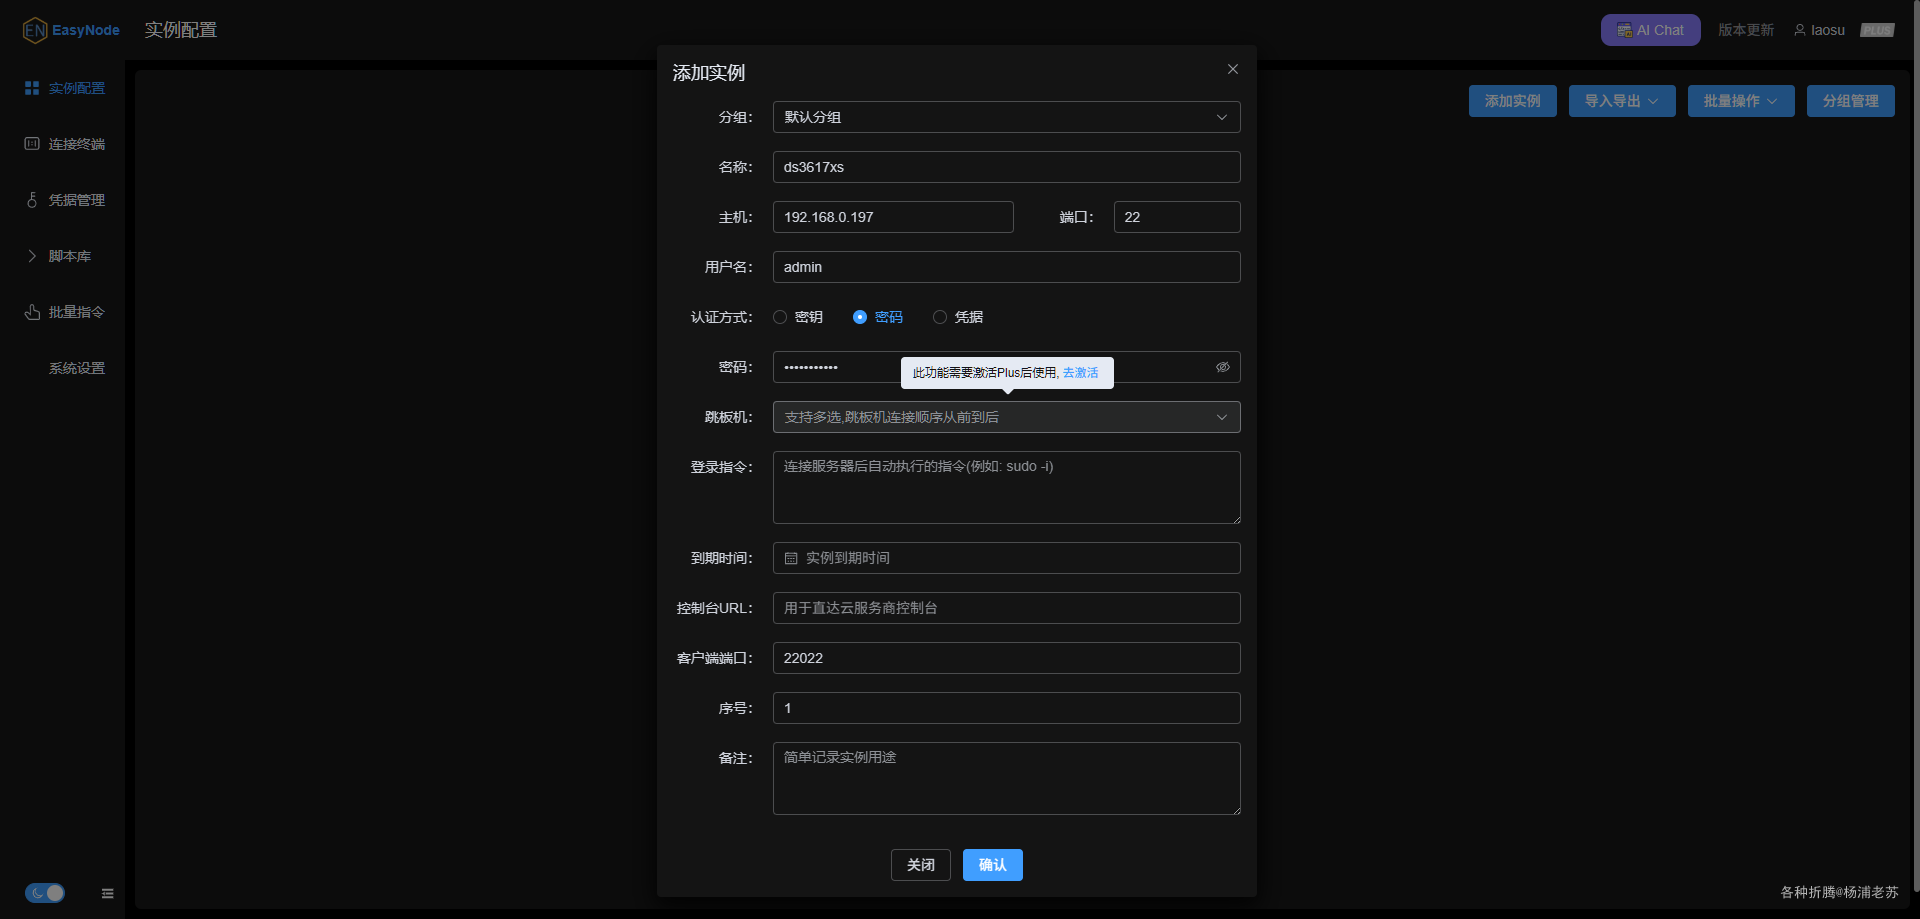 EN EasyNode
实例配置
AI Chat
版本更新
laosu
PLUS
实例配置
连接终端
凭据管理
脚本库
批量指令
系统设置
添加实例
导入导出
批量操作
分组管理
添加实例
分组：
默认分组
名称：
ds3617xs
主机：
192.168.0.197
端口：
22
用户名：
admin
认证方式：
密钥
密码
凭据
密码：
•••••••••••
此功能需要激活Plus后使用, 去激活
跳板机：
支持多选,跳板机连接顺序从前到后
登录指令：
连接服务器后自动执行的指令(例如: sudo -i)
到期时间：
实例到期时间
控制台URL：
用于直达云服务商控制台
客户端端口：
22022
序号：
1
备注：
简单记录实例用途
关闭
确认
各种折腾@杨浦老苏